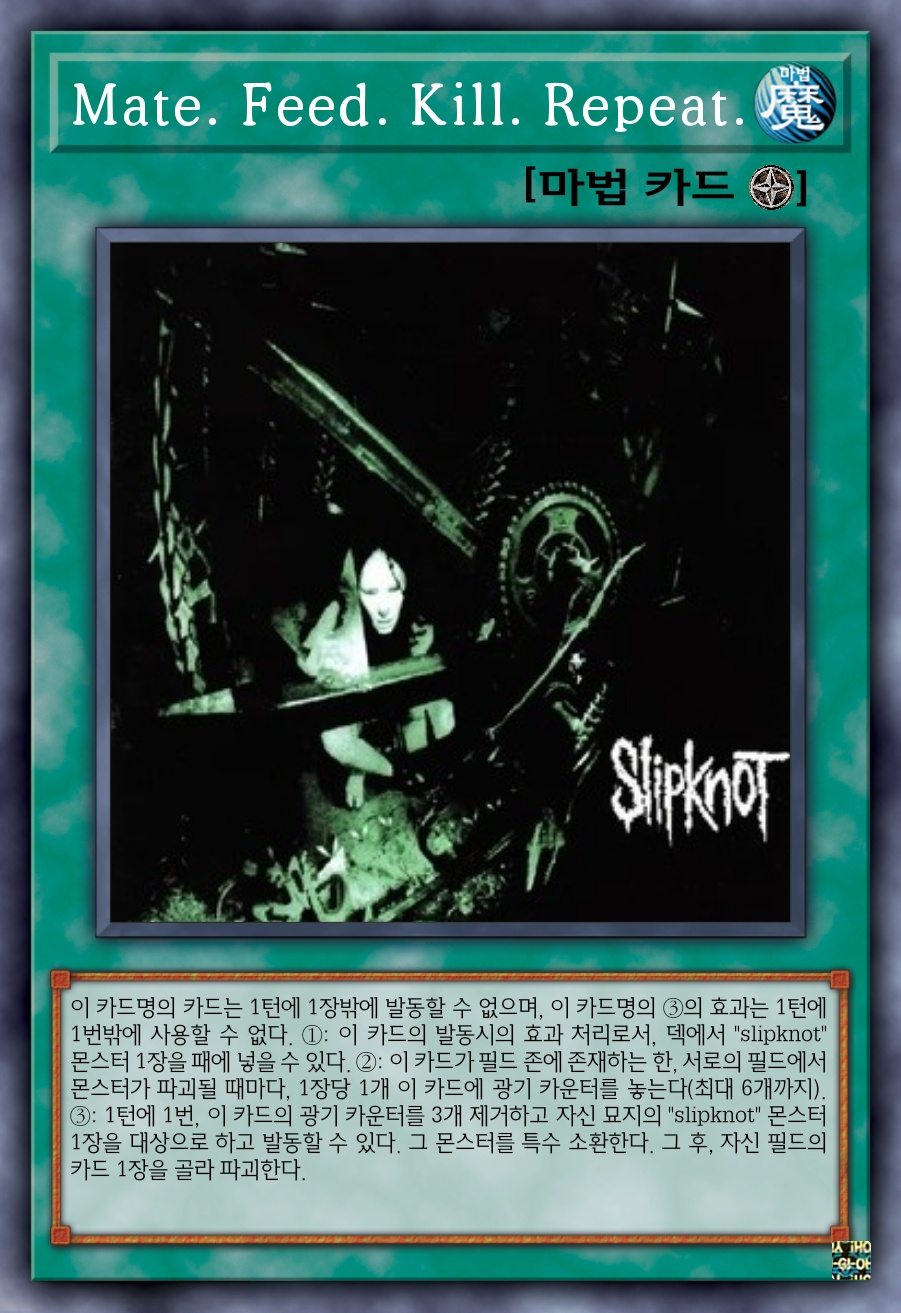 Mate. Feed. Kill. Repeat.
마법
魔
[마법 카드 ]
Slipknot
이 카드명의 카드는 1턴에 1장밖에 발동할 수 없으며, 이 카드명의 ③의 효과는 1턴에
1번밖에 사용할 수 없다. ①: 이 카드의 발동시의 효과 처리로서, 덱에서 "slipknot"
몬스터 1장을 패에 넣을 수 있다. ②: 이 카드가 필드 존에 존재하는 한, 서로의 필드에서
몬스터가 파괴될 때마다, 1장당 1개 이 카드에 광기 카운터를 놓는다(최대 6개까지).
③: 1턴에 1번, 이 카드의 광기 카운터를 3개 제거하고 자신 묘지의 "slipknot" 몬스터
1장을 대상으로 하고 발동할 수 있다. 그 몬스터를 특수 소환한다. 그 후, 자신 필드의
카드 1장을 골라 파괴한다.